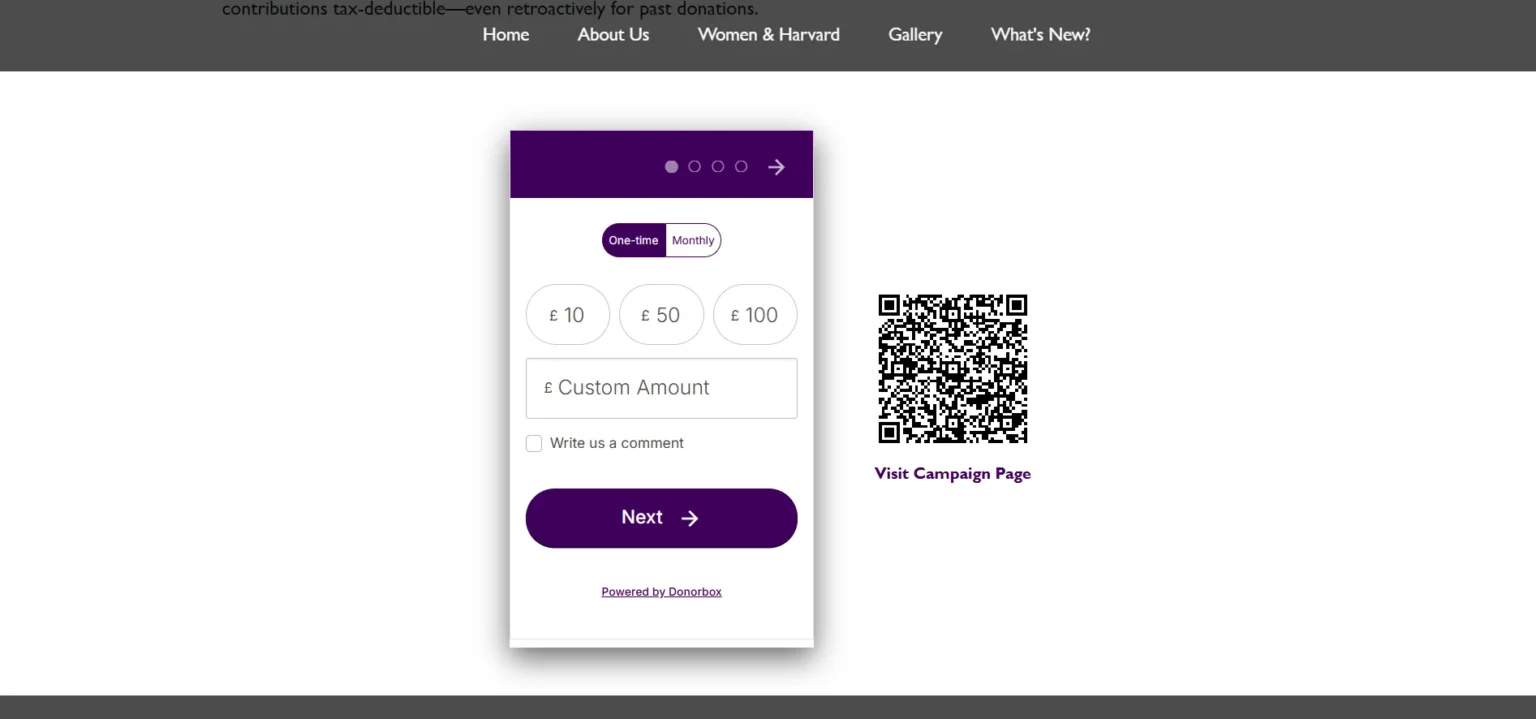 contributions tax-deductible—even retroactively for past donations.
Home About Us Women & Harvard Gallery What's New?
One-time Monthly
£ 10 £ 50 £ 100
£ Custom Amount
Write us a comment
Next
Powered by Donorbox
Visit Campaign Page